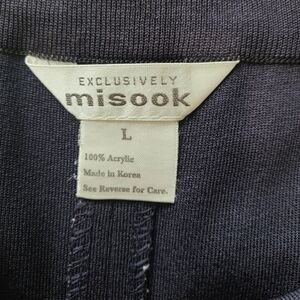 EXCLUSIVELY
misook
L
100% Acrylic
Made in Korea
See Reverse for Care.